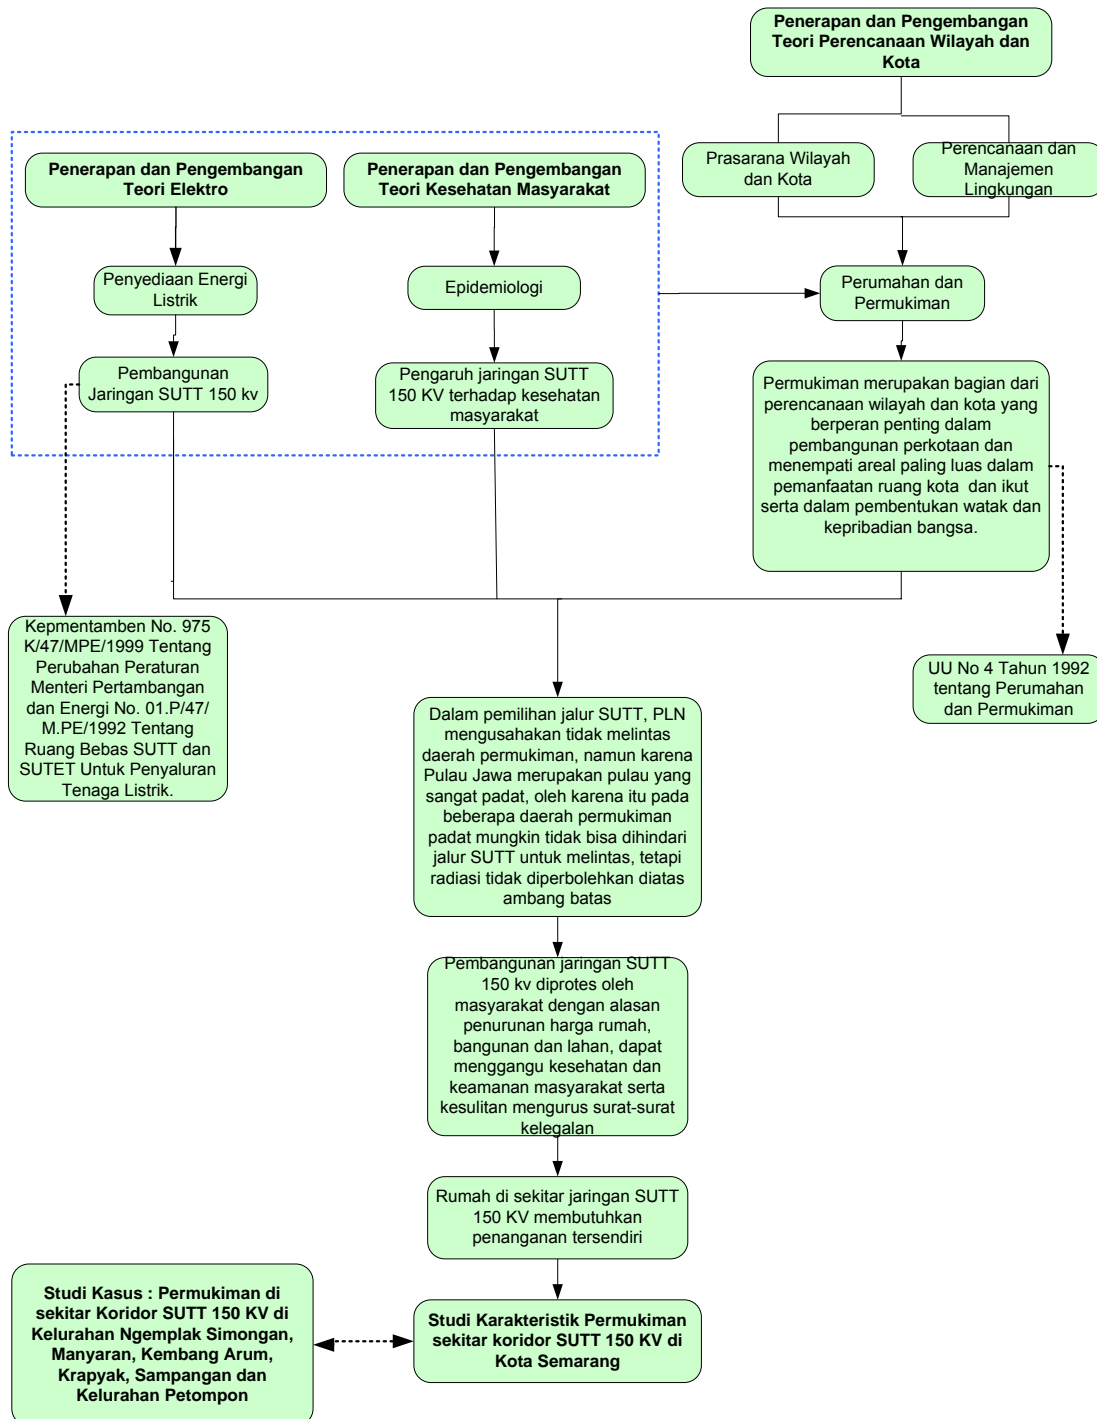 Penerapan dan Pengembangan
Teori Perencanaan Wilayah dan
Kota
Penerapan dan Pengembangan
Teori Elektro
Penerapan dan Pengembangan
Teori Kesehatan Masyarakat
Prasarana Wilayah
dan Kota
Perencanaan dan
Manajemen
Lingkungan
Penyediaan Energi
Listrik
Epidemiologi
Perumahan dan
Permukiman
Pembangunan
Jaringan SUTT 150 kv
Pengaruh jaringan SUTT
150 KV terhadap kesehatan
masyarakat
Permukiman merupakan bagian dari
perencanaan wilayah dan kota yang
berperan penting dalam
pembangunan perkotaan dan
menempati areal paling luas dalam
pemanfaatan ruang kota  dan ikut
serta dalam pembentukan watak dan
kepribadian bangsa.
Kepmentamben No. 975
K/47/MPE/1999 Tentang
Perubahan Peraturan
Menteri Pertambangan
dan Energi No. 01.P/47/
M.PE/1992 Tentang
Ruang Bebas SUTT dan
SUTET Untuk Penyaluran
Tenaga Listrik.
UU No 4 Tahun 1992
tentang Perumahan
dan Permukiman
Dalam pemilihan jalur SUTT, PLN
mengusahakan tidak melintas
daerah permukiman, namun karena
Pulau Jawa merupakan pulau yang
sangat padat, oleh karena itu pada
beberapa daerah permukiman
padat mungkin tidak bisa dihindari
jalur SUTT untuk melintas, tetapi
radiasi tidak diperbolehkan diatas
ambang batas
Pembangunan jaringan SUTT
150 kv diprotes oleh
masyarakat dengan alasan
penurunan harga rumah,
bangunan dan lahan, dapat
menggangu kesehatan dan
keamanan masyarakat serta
kesulitan mengurus surat-surat
kelegalan
Rumah di sekitar jaringan SUTT
150 KV membutuhkan
penanganan tersendiri
Studi Kasus : Permukiman di
sekitar Koridor SUTT 150 KV di
Kelurahan Ngemplak Simongan,
Manyaran, Kembang Arum,
Krapyak, Sampangan dan
Kelurahan Petompon
Studi Karakteristik Permukiman
sekitar koridor SUTT 150 KV di
Kota Semarang